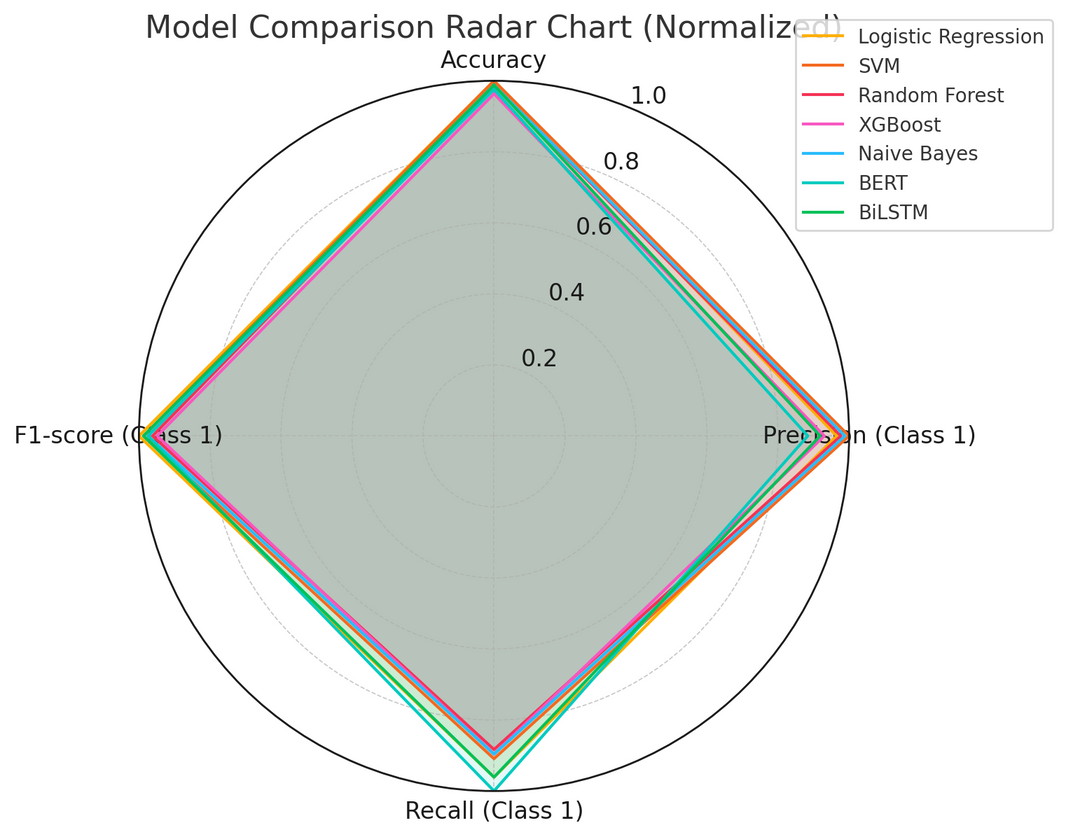 Model Comparison Radar Chart (Normalized)
Accuracy
1.0
0.8
0.6
0.4
0.2
Logistic Regression
SVM
Random Forest
XGBoost
Naive Bayes
BERT
BiLSTM
F1-score (Class 1)
Precision (Class 1)
Recall (Class 1)